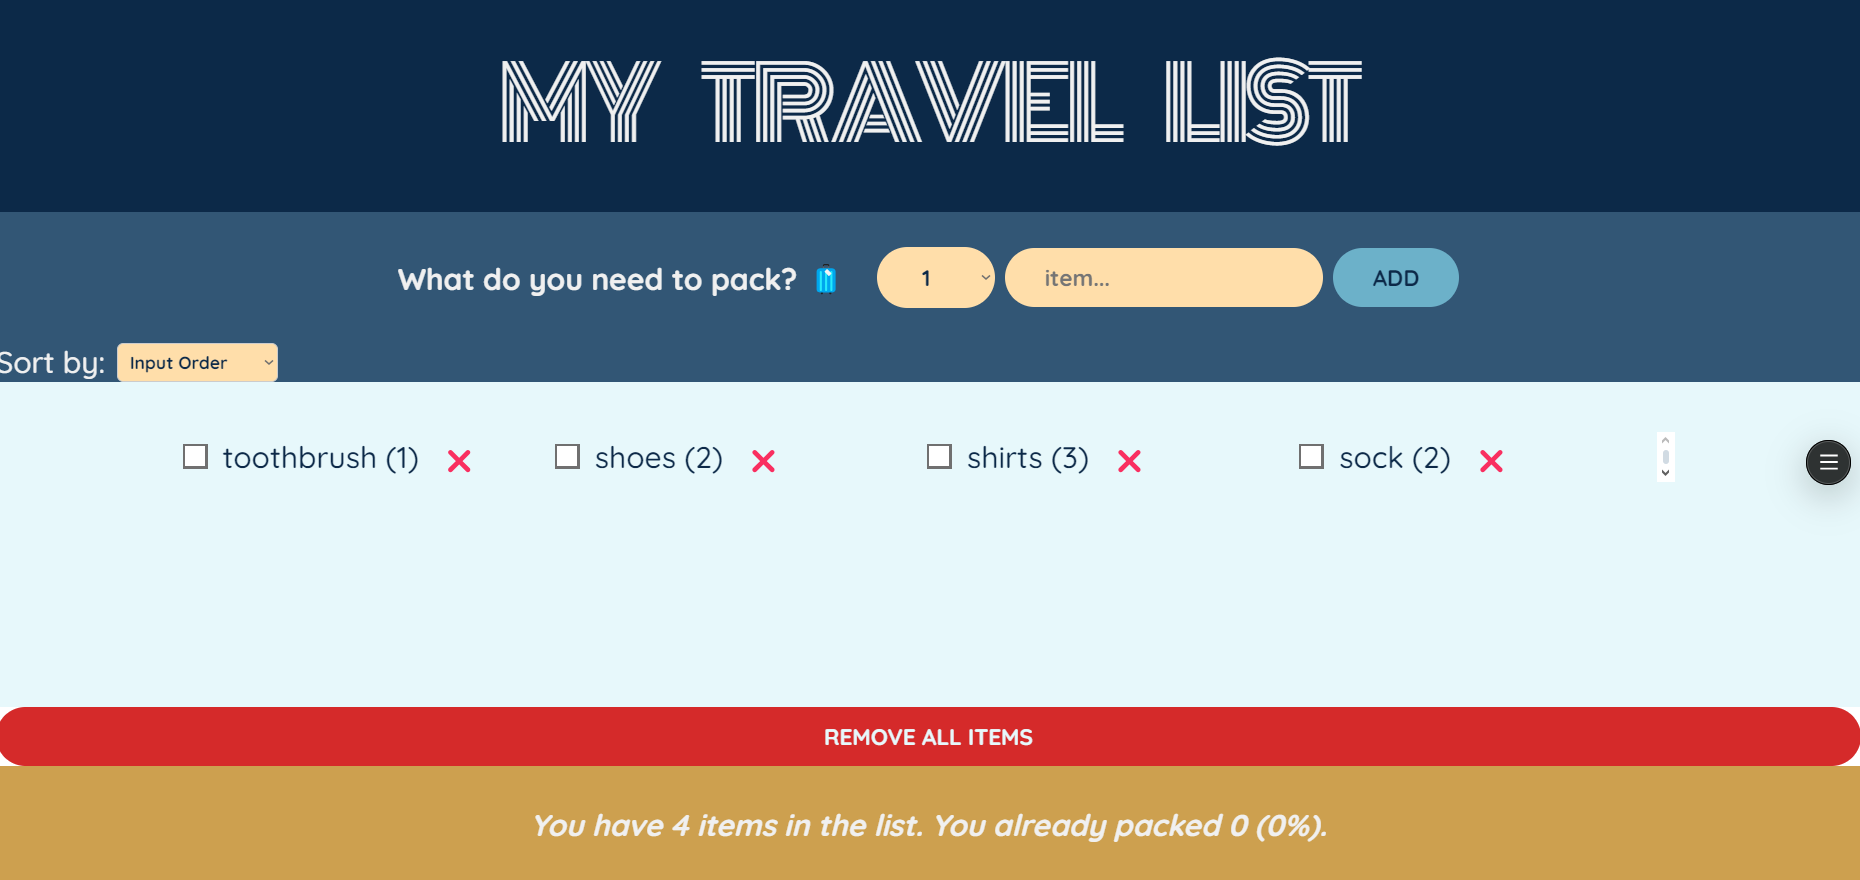 MY TRAVEL LIST
What do you need to pack? 1 item... ADD
Sort by: Input Order
toothbrush (1) shoes (2) shirts (3) sock (2)
REMOVE ALL ITEMS
You have 4 items in the list. You already packed 0 (0%).